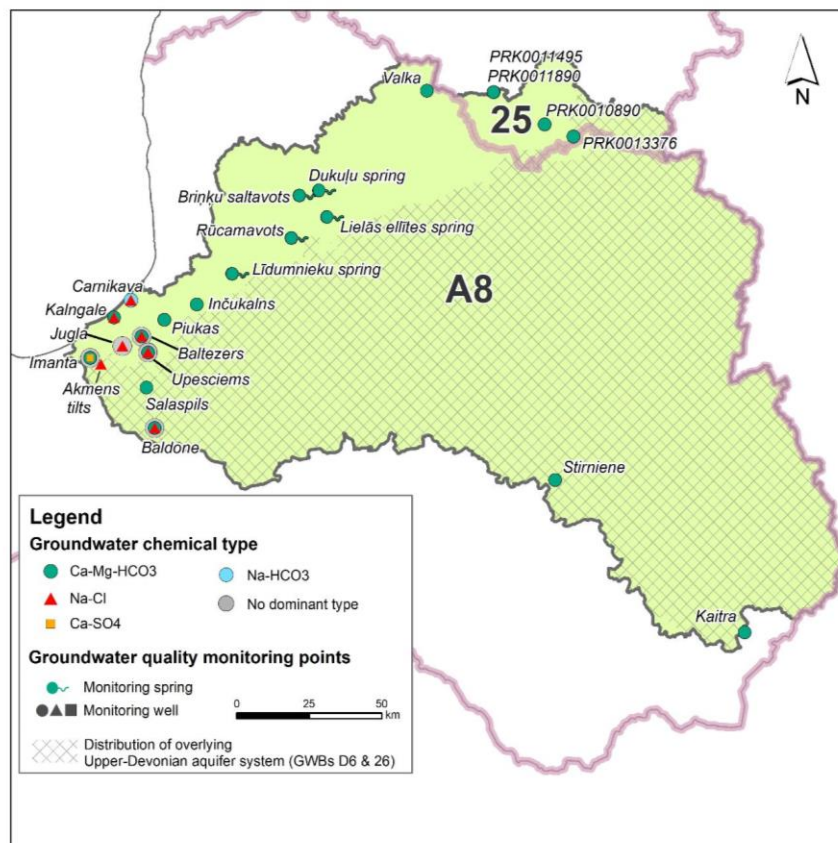 PRK0011495
PRK0011890
Valka
PRK0010890
25
PRK0013376
N
Dukuļu spring
Briņķu saltavots
Lielās ellītes spring
Rūcamavots
Līdumnieku spring
A8
Carnikava
Inčukalns
Kalngale
Piukas
Jugla
Baltezers
Imanta
Upesciems
Akmens
tilts
Salaspils
Baldone
Stirniene
Kaitra
Legend
Groundwater chemical type
Ca-Mg-HCO3
Na-HCO3
Na-Cl
No dominant type
Ca-SO4
Groundwater quality monitoring points
Monitoring spring
0 25 50
Monitoring well
km
Distribution of overlying
Upper-Devonian aquifer system (GWBs D6 & 26)